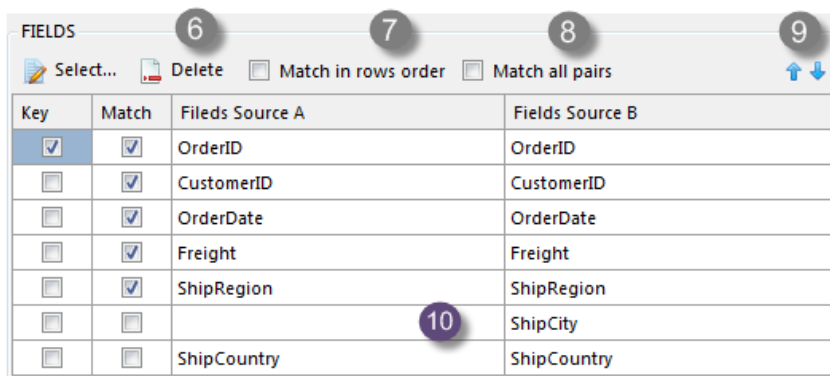 FIELDS 6 7 8 9
Select... Delete Match in rows order Match all pairs
Key Match Fileds Source A Fields Source B
OrderID OrderID
CustomerID CustomerID
OrderDate OrderDate
Freight Freight
ShipRegion ShipRegion
10 ShipCity
ShipCountry ShipCountry